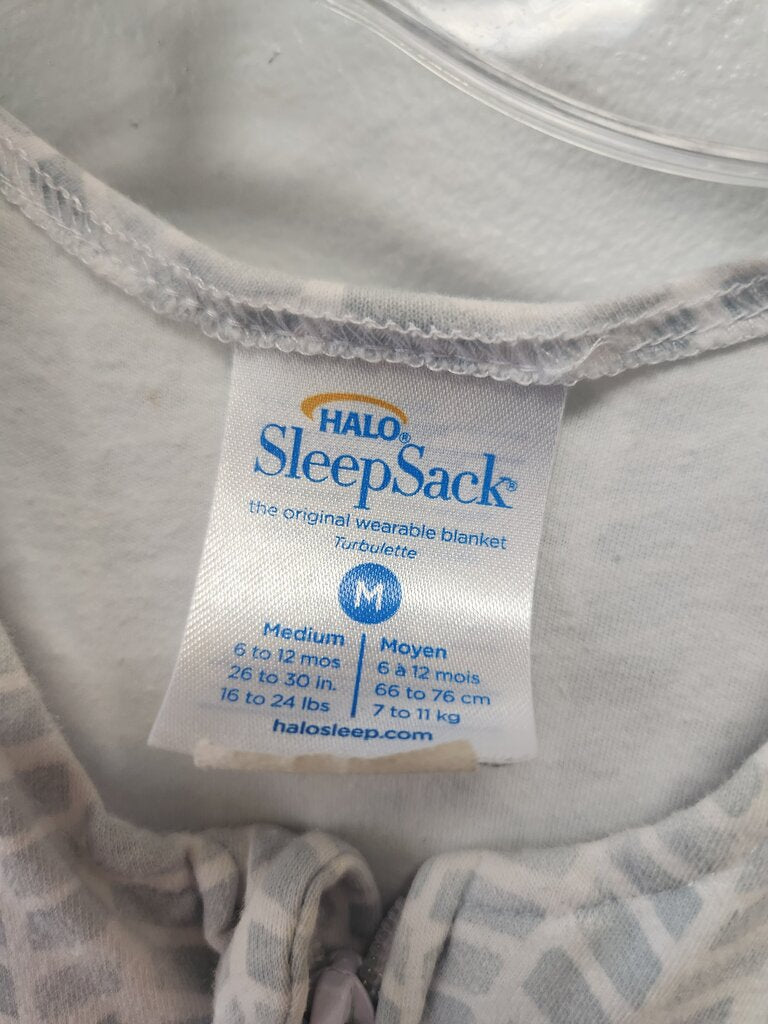 HALO®
SleepSack®
the original wearable blanket
Turbulette
M
Medium
6 to 12 mos
26 to 30 in.
16 to 24 lbs
Moyen
6 à 12 mois
66 to 76 cm
7 to 11 kg
halosleep.com